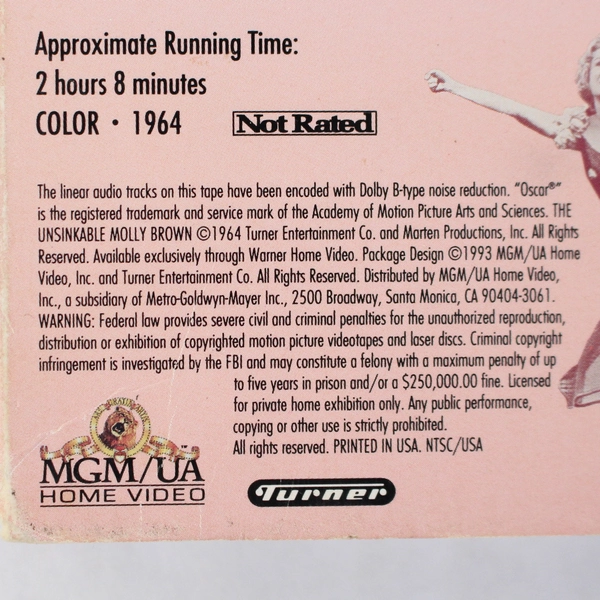 Approximate Running Time:
2 hours 8 minutes
COLOR • 1964 Not Rated
The linear audio tracks on this tape have been encoded with Dolby B-type noise reduction. "Oscar®"
is the registered trademark and service mark of the Academy of Motion Picture Arts and Sciences. THE
UNSINKABLE MOLLY BROWN ©1964 Turner Entertainment Co. and Marten Productions, Inc. All Rights
Reserved. Available exclusively through Warner Home Video. Package Design ©1993 MGM/UA Home
Video, Inc. and Turner Entertainment Co. All Rights Reserved. Distributed by MGM/UA Home Video,
Inc., a subsidiary of Metro-Goldwyn-Mayer Inc., 2500 Broadway, Santa Monica, CA 90404-3061.
WARNING: Federal law provides severe civil and criminal penalties for the unauthorized reproduction,
distribution or exhibition of copyrighted motion picture videotapes and laser discs. Criminal copyright
infringement is investigated by the FBI and may constitute a felony with a maximum penalty of up
to five years in prison and/or a $250,000.00 fine. Licensed
for private home exhibition only. Any public performance,
copying or other use is strictly prohibited.
All rights reserved. PRINTED IN USA. NTSC/USA
MGM/UA
HOME VIDEO
Turner